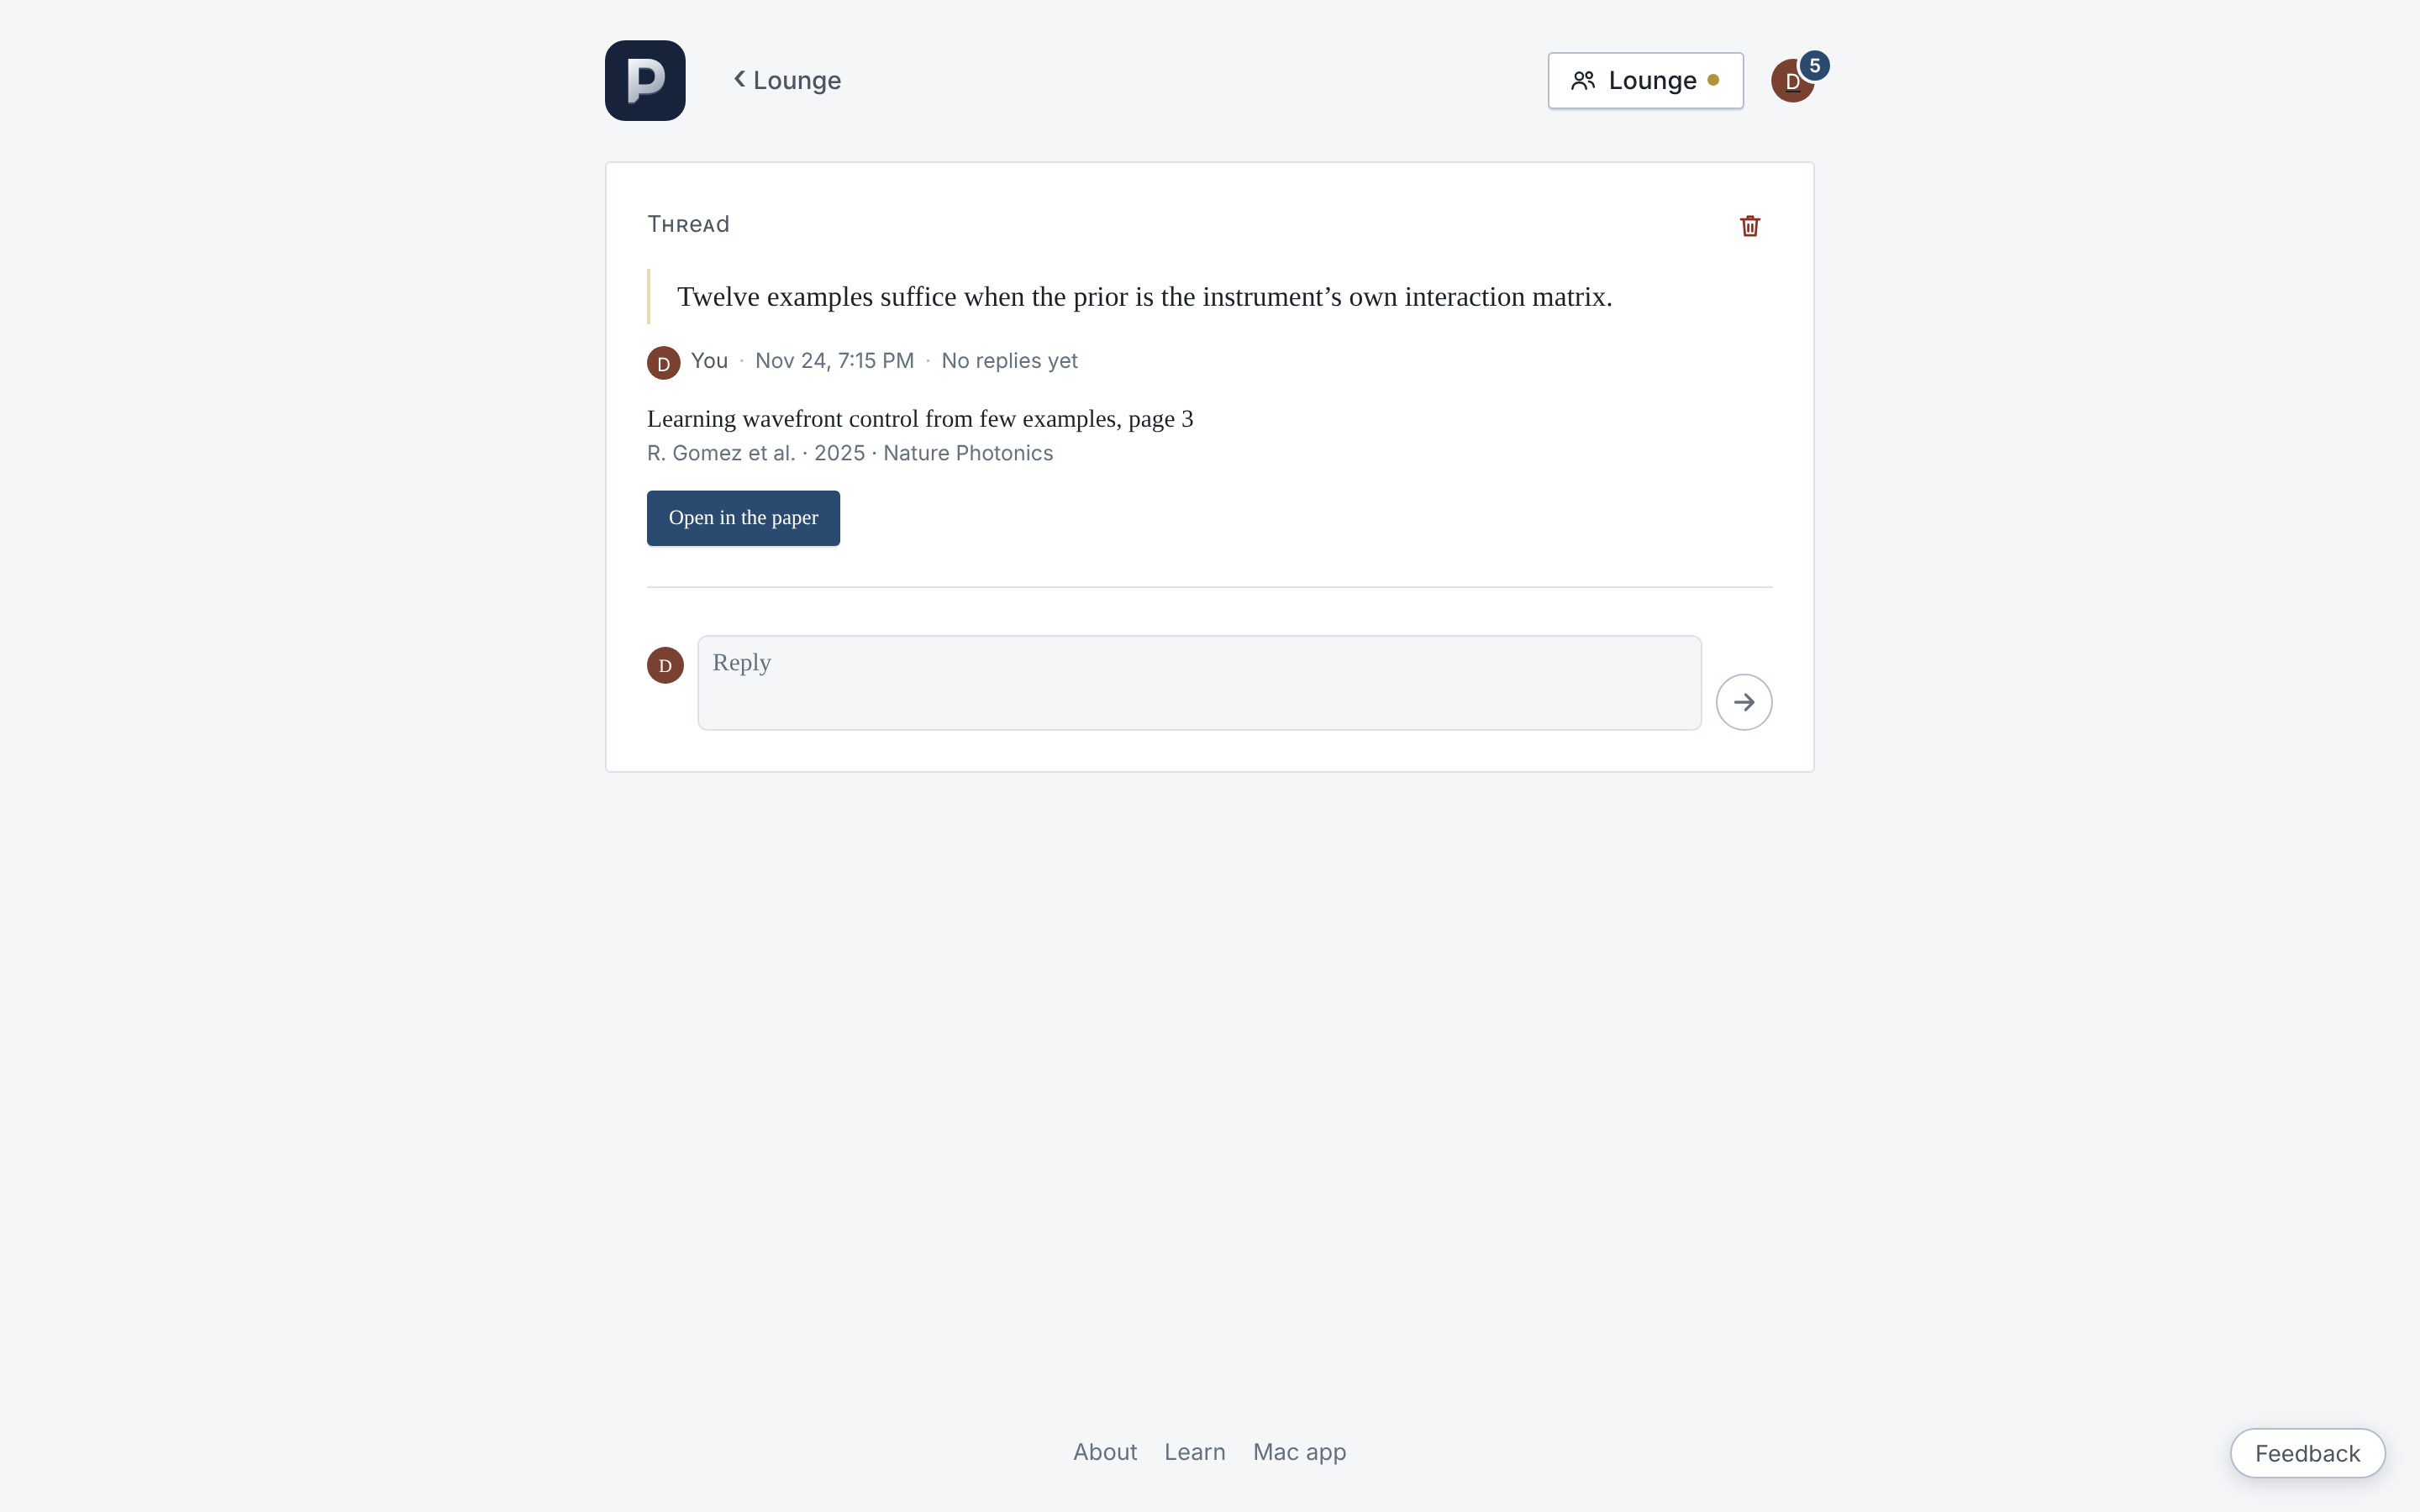 P
Lounge
Lounge
D
5
Thread
Twelve examples suffice when the prior is the instrument’s own interaction matrix.
D You · Nov 24, 7:15 PM · No replies yet
Learning wavefront control from few examples, page 3
R. Gomez et al. · 2025 · Nature Photonics
Open in the paper
D
Reply
About Learn Mac app
Feedback